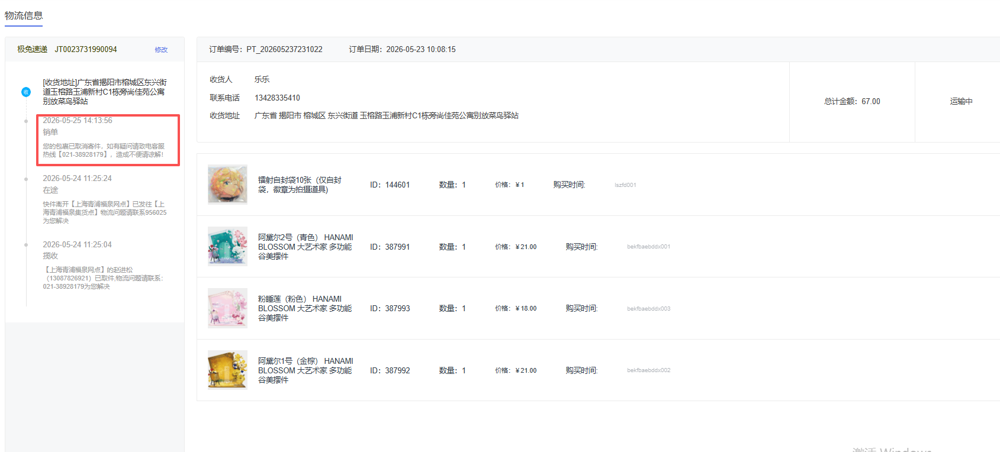 物流信息
极兔速递 JT0023731990094 修改
收
[收货地址]广东省揭阳市榕城区东兴街
道玉榕路玉浦新村C1栋旁尚佳苑公寓
别放菜鸟驿站
2026-05-25 14:13:56
销单
您的包裹已取消寄件，如有疑问请致电客服
热线【021-38928179】，造成不便请谅解！
2026-05-24 11:25:24
在途
快件离开【上海青浦福泉网点】已发往【上
海青浦福泉集货点】物流问题请联系956025
为您解决
2026-05-24 11:25:04
揽收
【上海青浦福泉网点】的赵进松
（13087826921）已取件,物流问题请联系：
021-38928179为您解决
订单编号：PT_202605237231022 订单日期：2026-05-23 10:08:15
收货人 乐乐
联系电话 13428335410
收货地址 广东省 揭阳市 榕城区 东兴街道 玉榕路玉浦新村C1栋旁尚佳苑公寓别放菜鸟驿站
总计金额：67.00
运输中
镭射自封袋10张（仅自封
袋，徽章为拍摄道具)
ID：144601 数量：1 价格：￥1 购买时间: lszfd001
阿黛尔2号（青色） HANAMI
BLOSSOM 大艺术家 多功能
谷美摆件
ID：387991 数量：1 价格：￥21.00 购买时间: bekfbaebddx001
粉睡莲（粉色） HANAMI
BLOSSOM 大艺术家 多功能
谷美摆件
ID：387993 数量：1 价格：￥18.00 购买时间: bekfbaebddx003
阿黛尔1号（金棕） HANAMI
BLOSSOM 大艺术家 多功能
谷美摆件
ID：387992 数量：1 价格：￥21.00 购买时间: bekfbaebddx002
激活 Windows